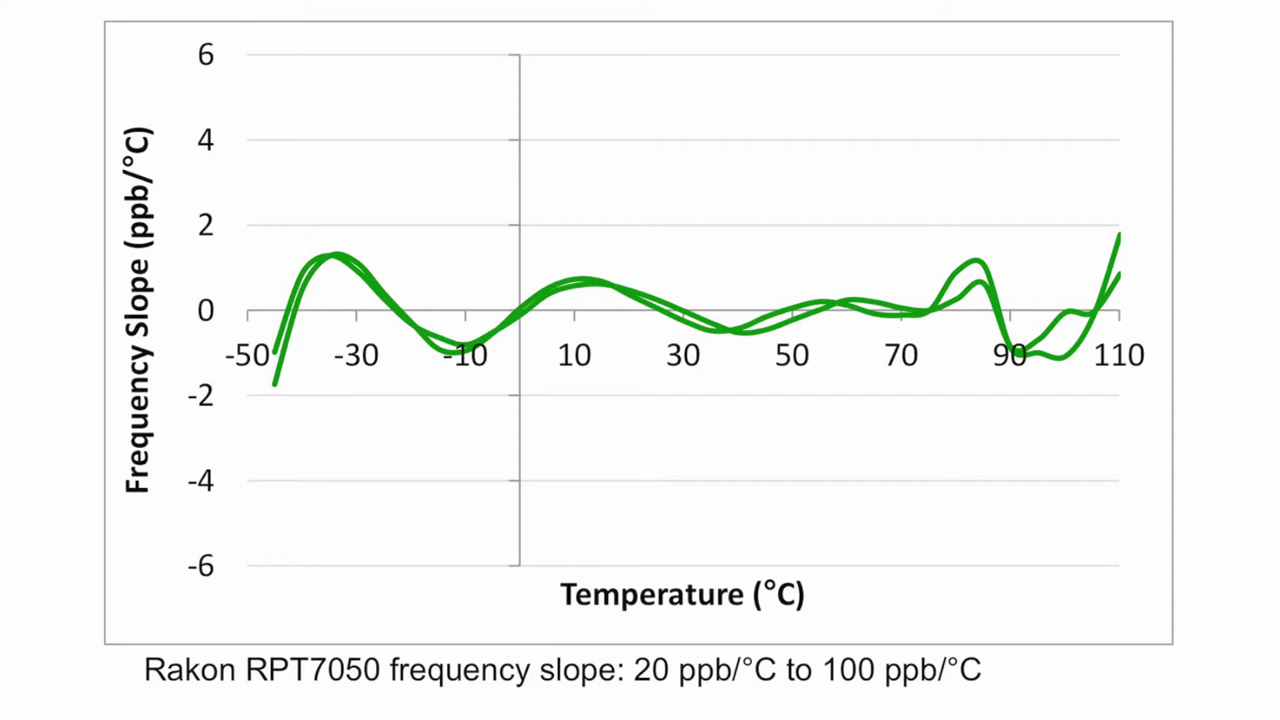 6
4
2
0
-2
-4
-6
Frequency Slope (ppb/°C)
-50 -30 -10 10 30 50 70 90 110
Temperature (°C)
Rakon RPT7050 frequency slope: 20 ppb/°C to 100 ppb/°C